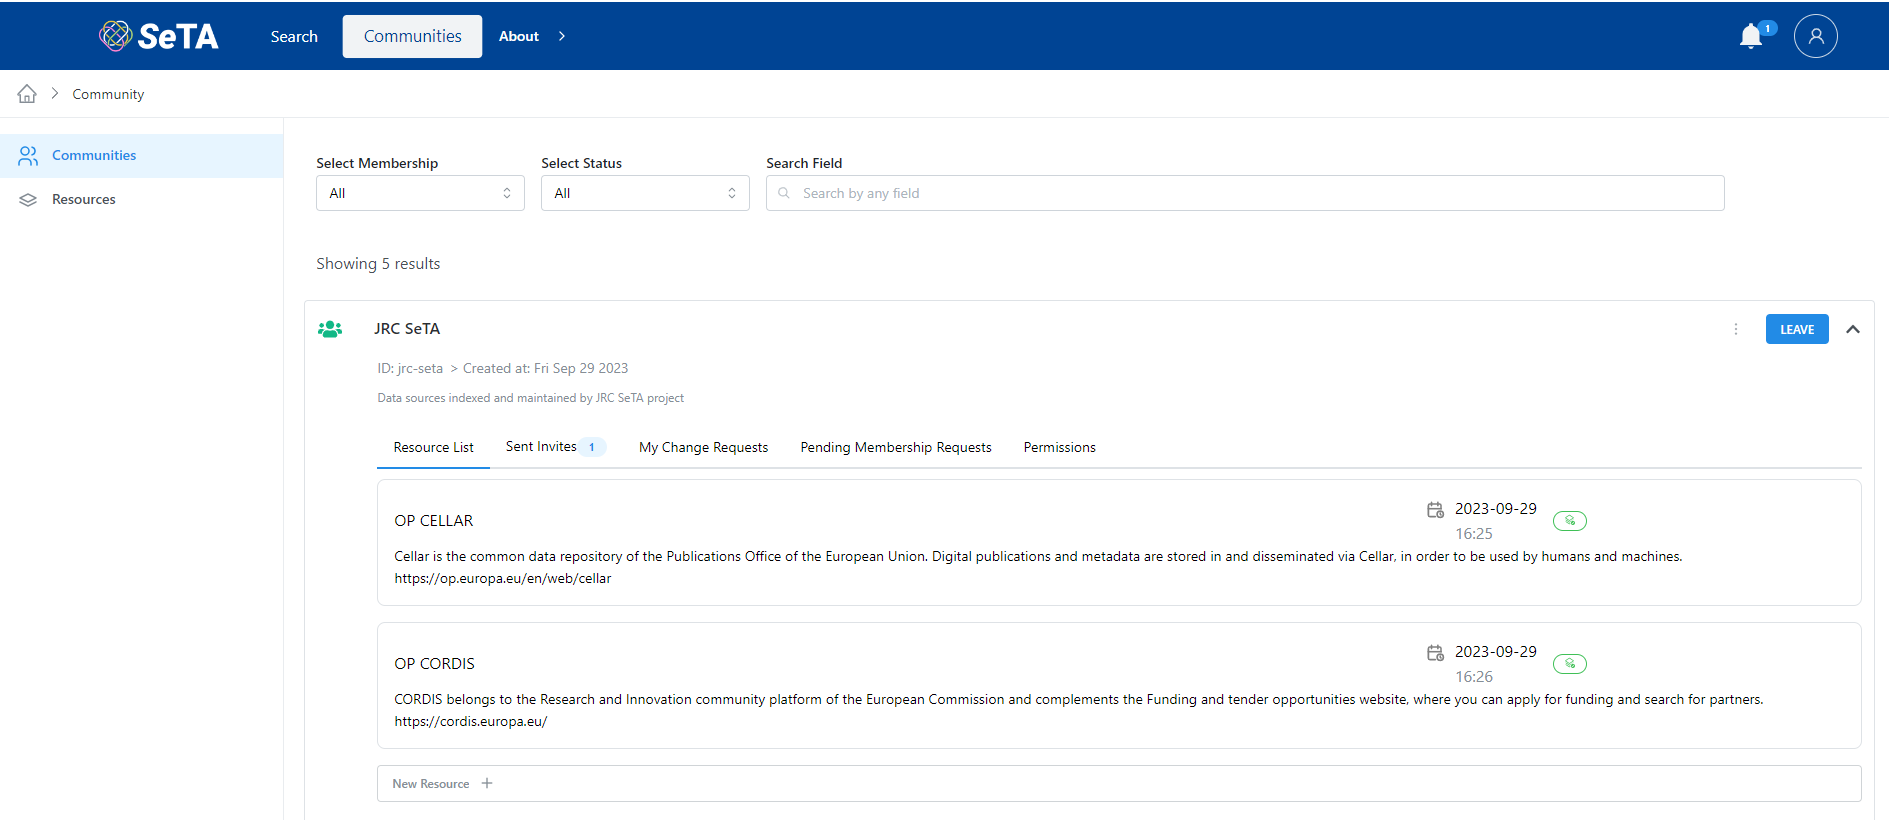 SeTA Search Communities About 1
Community
Communities
Resources
Select Membership Select Status Search Field
All All Search by any field
Showing 5 results
JRC SeTA LEAVE
ID: jrc-seta > Created at: Fri Sep 29 2023
Data sources indexed and maintained by JRC SeTA project
Resource List Sent Invites 1 My Change Requests Pending Membership Requests Permissions
OP CELLAR 2023-09-29
16:25
Cellar is the common data repository of the Publications Office of the European Union. Digital publications and metadata are stored in and disseminated via Cellar, in order to be used by humans and machines.
https://op.europa.eu/en/web/cellar
OP CORDIS 2023-09-29
16:26
CORDIS belongs to the Research and Innovation community platform of the European Commission and complements the Funding and tender opportunities website, where you can apply for funding and search for partners.
https://cordis.europa.eu/
New Resource +